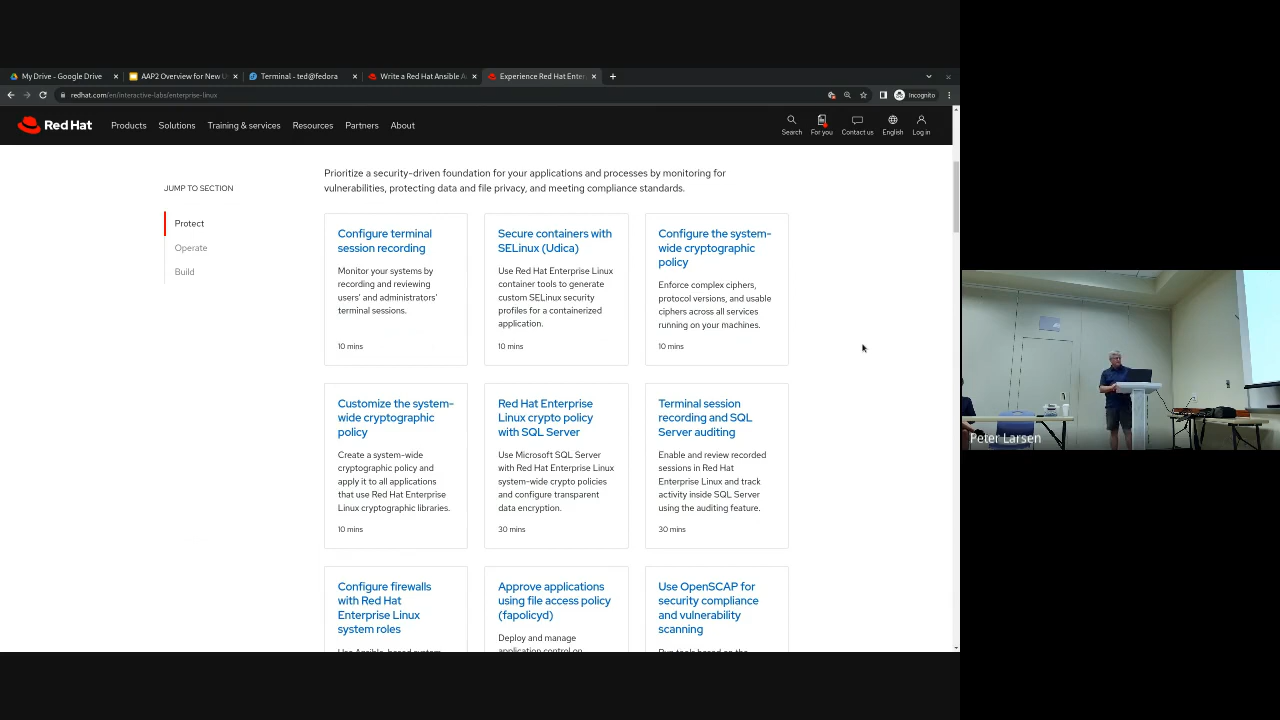 My Drive - Google Drive
AAP2 Overview for New U
Terminal - ted@fedora
Write a Red Hat Ansible A
Experience Red Hat Enter
redhat.com/en/interactive-labs/enterprise-linux
Incognito
Red Hat
Products
Solutions
Training & services
Resources
Partners
About
Search
For you
Contact us
English
Log in
JUMP TO SECTION
Protect
Operate
Build
Prioritize a security-driven foundation for your applications and processes by monitoring for
vulnerabilities, protecting data and file privacy, and meeting compliance standards.
Configure terminal
session recording
Monitor your systems by
recording and reviewing
users' and administrators'
terminal sessions.
10 mins
Secure containers with
SELinux (Udica)
Use Red Hat Enterprise Linux
container tools to generate
custom SELinux security
profiles for a containerized
application.
10 mins
Configure the system-
wide cryptographic
policy
Enforce complex ciphers,
protocol versions, and usable
ciphers across all services
running on your machines.
10 mins
Customize the system-
wide cryptographic
policy
Create a system-wide
cryptographic policy and
apply it to all applications
that use Red Hat Enterprise
Linux cryptographic libraries.
10 mins
Red Hat Enterprise
Linux crypto policy
with SQL Server
Use Microsoft SQL Server
with Red Hat Enterprise Linux
system-wide crypto policies
and configure transparent
data encryption.
30 mins
Terminal session
recording and SQL
Server auditing
Enable and review recorded
sessions in Red Hat
Enterprise Linux and track
activity inside SQL Server
using the auditing feature.
30 mins
Configure firewalls
with Red Hat
Enterprise Linux
system roles
Use Ansible-based system
Approve applications
using file access policy
(fapolicyd)
Deploy and manage
application control on
Use OpenSCAP for
security compliance
and vulnerability
scanning
Run tools based on the
Peter Larsen